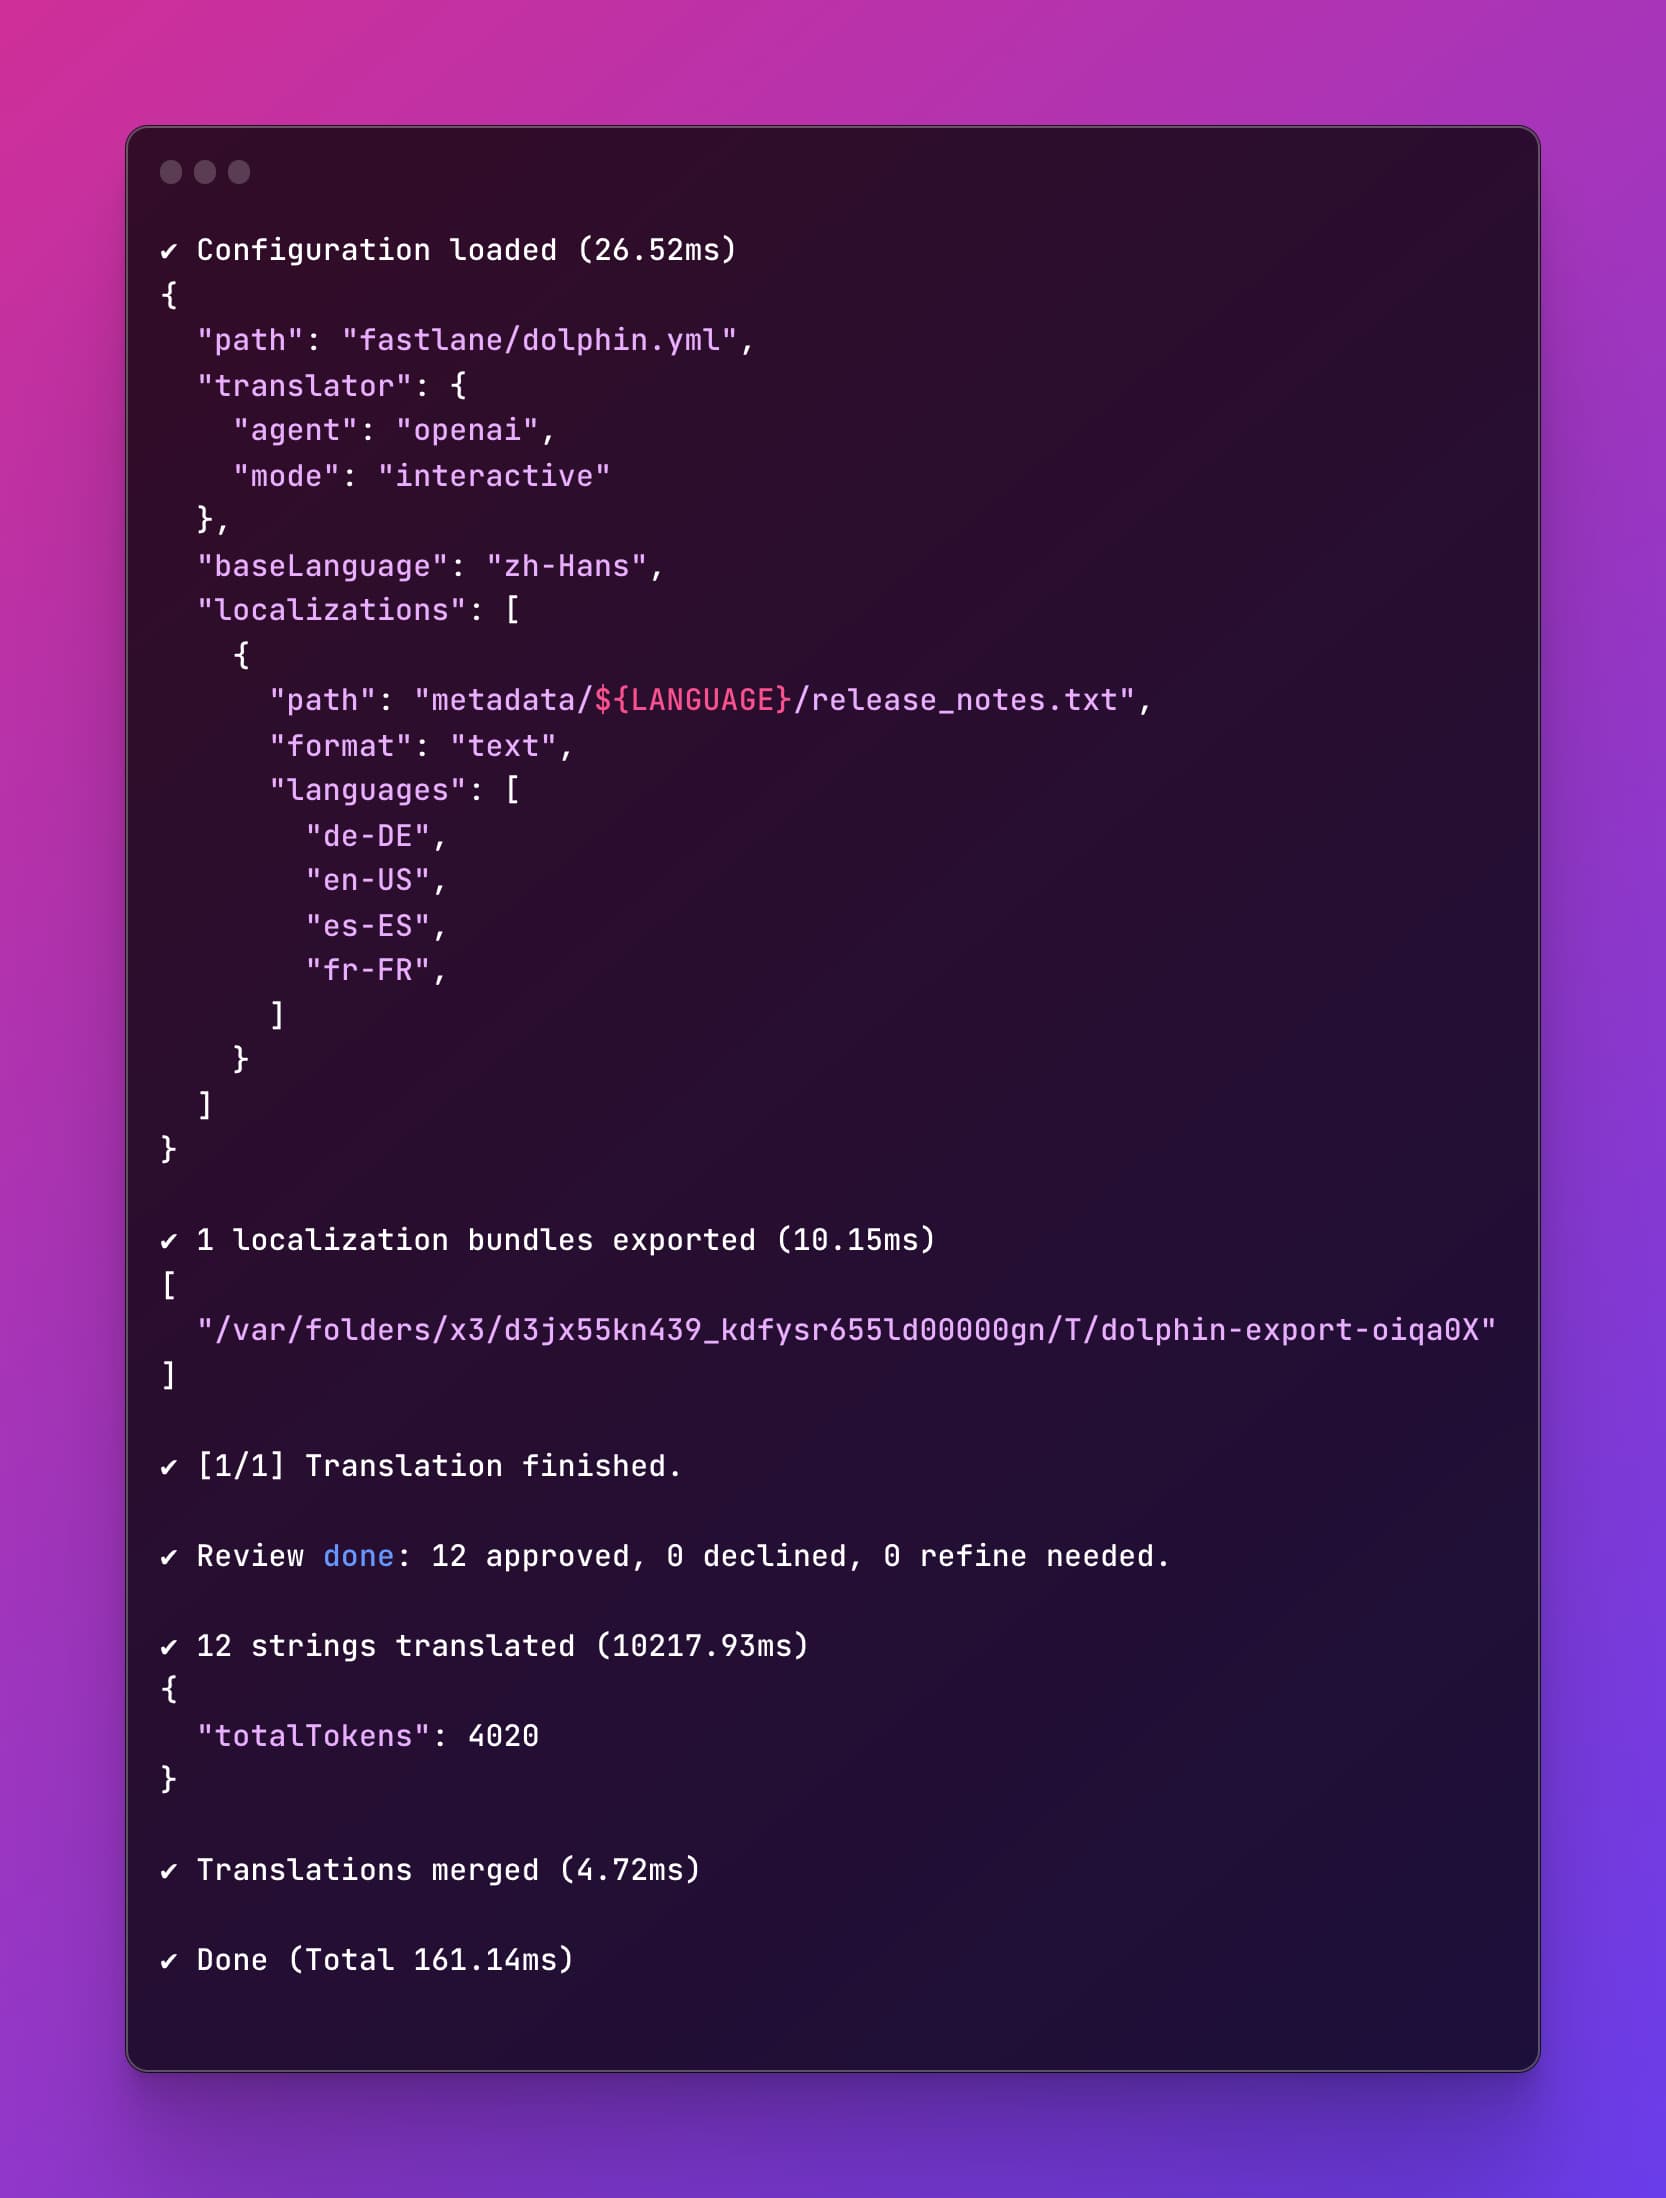 ✔ Configuration loaded (26.52ms)
{
  "path": "fastlane/dolphin.yml",
  "translator": {
    "agent": "openai",
    "mode": "interactive"
  },
  "baseLanguage": "zh-Hans",
  "localizations": [
    {
      "path": "metadata/${LANGUAGE}/release_notes.txt",
      "format": "text",
      "languages": [
        "de-DE",
        "en-US",
        "es-ES",
        "fr-FR",
      ]
    }
  ]
}

✔ 1 localization bundles exported (10.15ms)
[
  "/var/folders/x3/d3jx55kn439_kdfysr655ld00000gn/T/dolphin-export-oiqa0X"
]

✔ [1/1] Translation finished.

✔ Review done: 12 approved, 0 declined, 0 refine needed.

✔ 12 strings translated (10217.93ms)
{
  "totalTokens": 4020
}

✔ Translations merged (4.72ms)

✔ Done (Total 161.14ms)